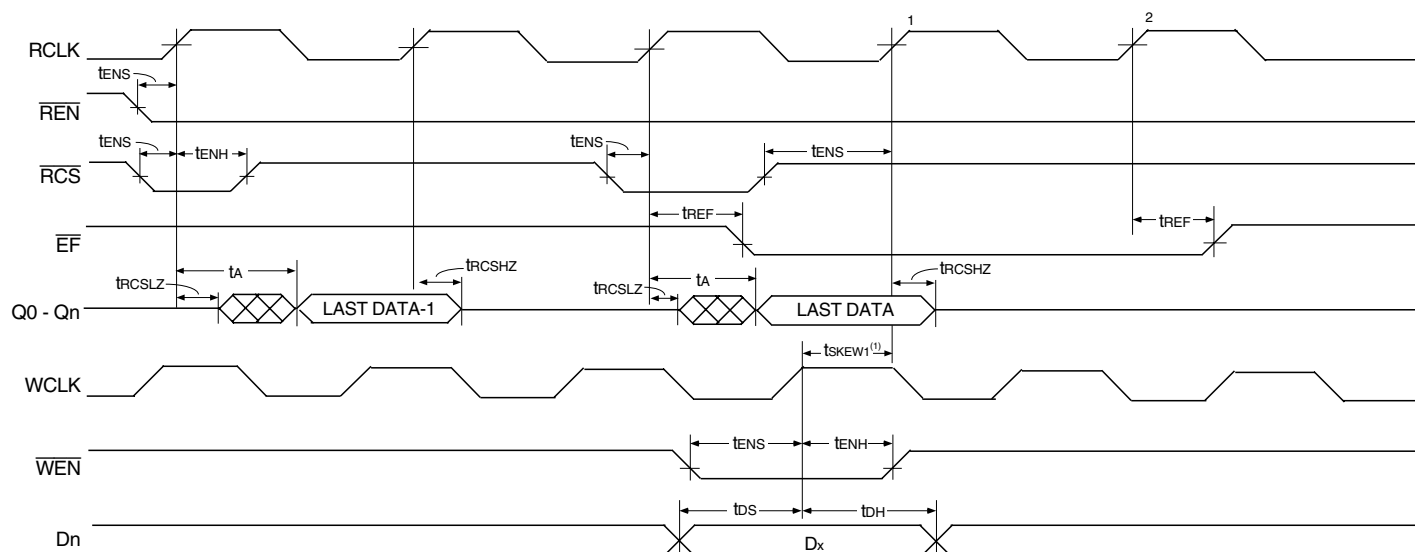 1 2
RCLK
tENS
REN
tENS tENH tENS tENS
RCS
tREF tREF
EF
tRCSLZ tA tRCSHZ tRCSLZ tA tRCSHZ
Q0 - Qn LAST DATA-1 LAST DATA
tSKEW1(1)
WCLK
tENS tENH
WEN
tDS tDH
Dn Dx